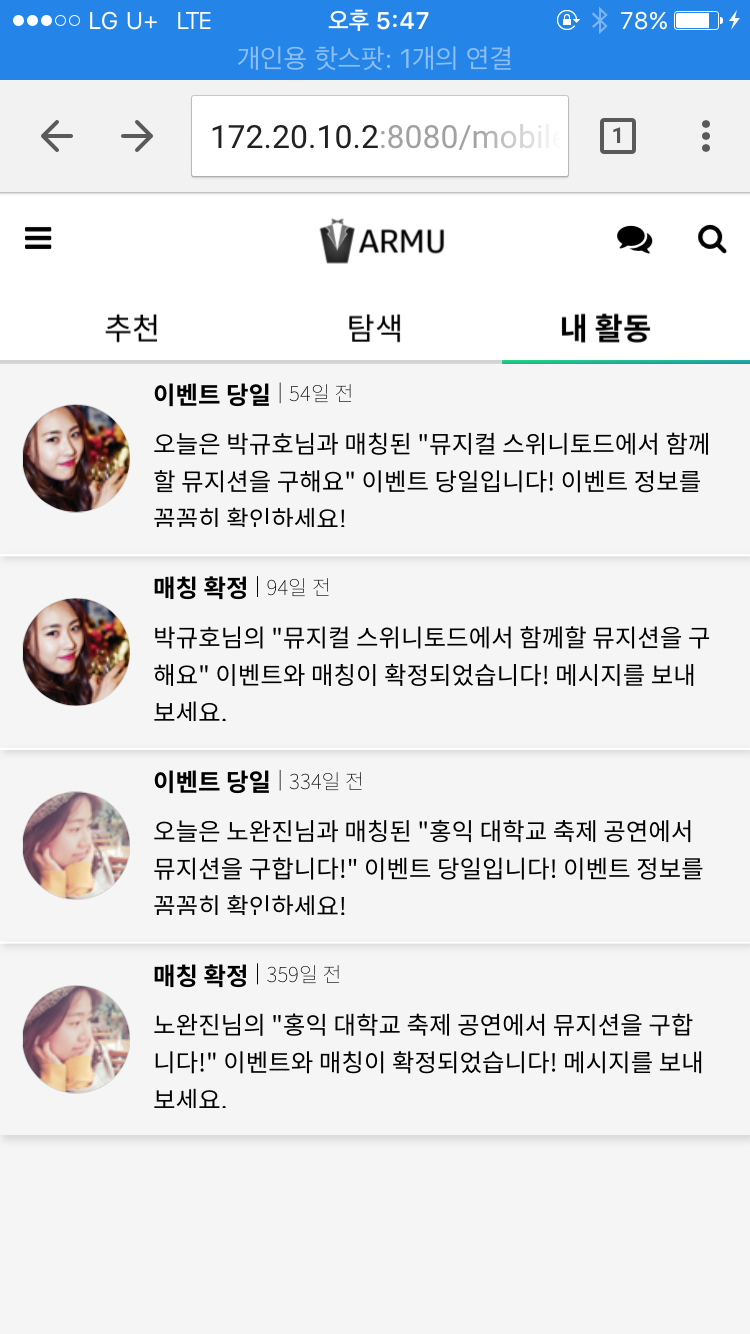 LG U+ LTE 오후 5:47 78%
개인용 핫스팟: 1개의 연결
172.20.10.2:8080/mobile
1
ARMU
추천 탐색 내 활동
이벤트 당일 | 54일 전
오늘은 박규호님과 매칭된 "뮤지컬 스위니토드에서 함께
할 뮤지션을 구해요" 이벤트 당일입니다! 이벤트 정보를
꼼꼼히 확인하세요!
매칭 확정 | 94일 전
박규호님의 "뮤지컬 스위니토드에서 함께할 뮤지션을 구
해요" 이벤트와 매칭이 확정되었습니다! 메시지를 보내
보세요.
이벤트 당일 | 334일 전
오늘은 노완진님과 매칭된 "홍익 대학교 축제 공연에서
뮤지션을 구합니다!" 이벤트 당일입니다! 이벤트 정보를
꼼꼼히 확인하세요!
매칭 확정 | 359일 전
노완진님의 "홍익 대학교 축제 공연에서 뮤지션을 구합
니다!" 이벤트와 매칭이 확정되었습니다! 메시지를 보내
보세요.